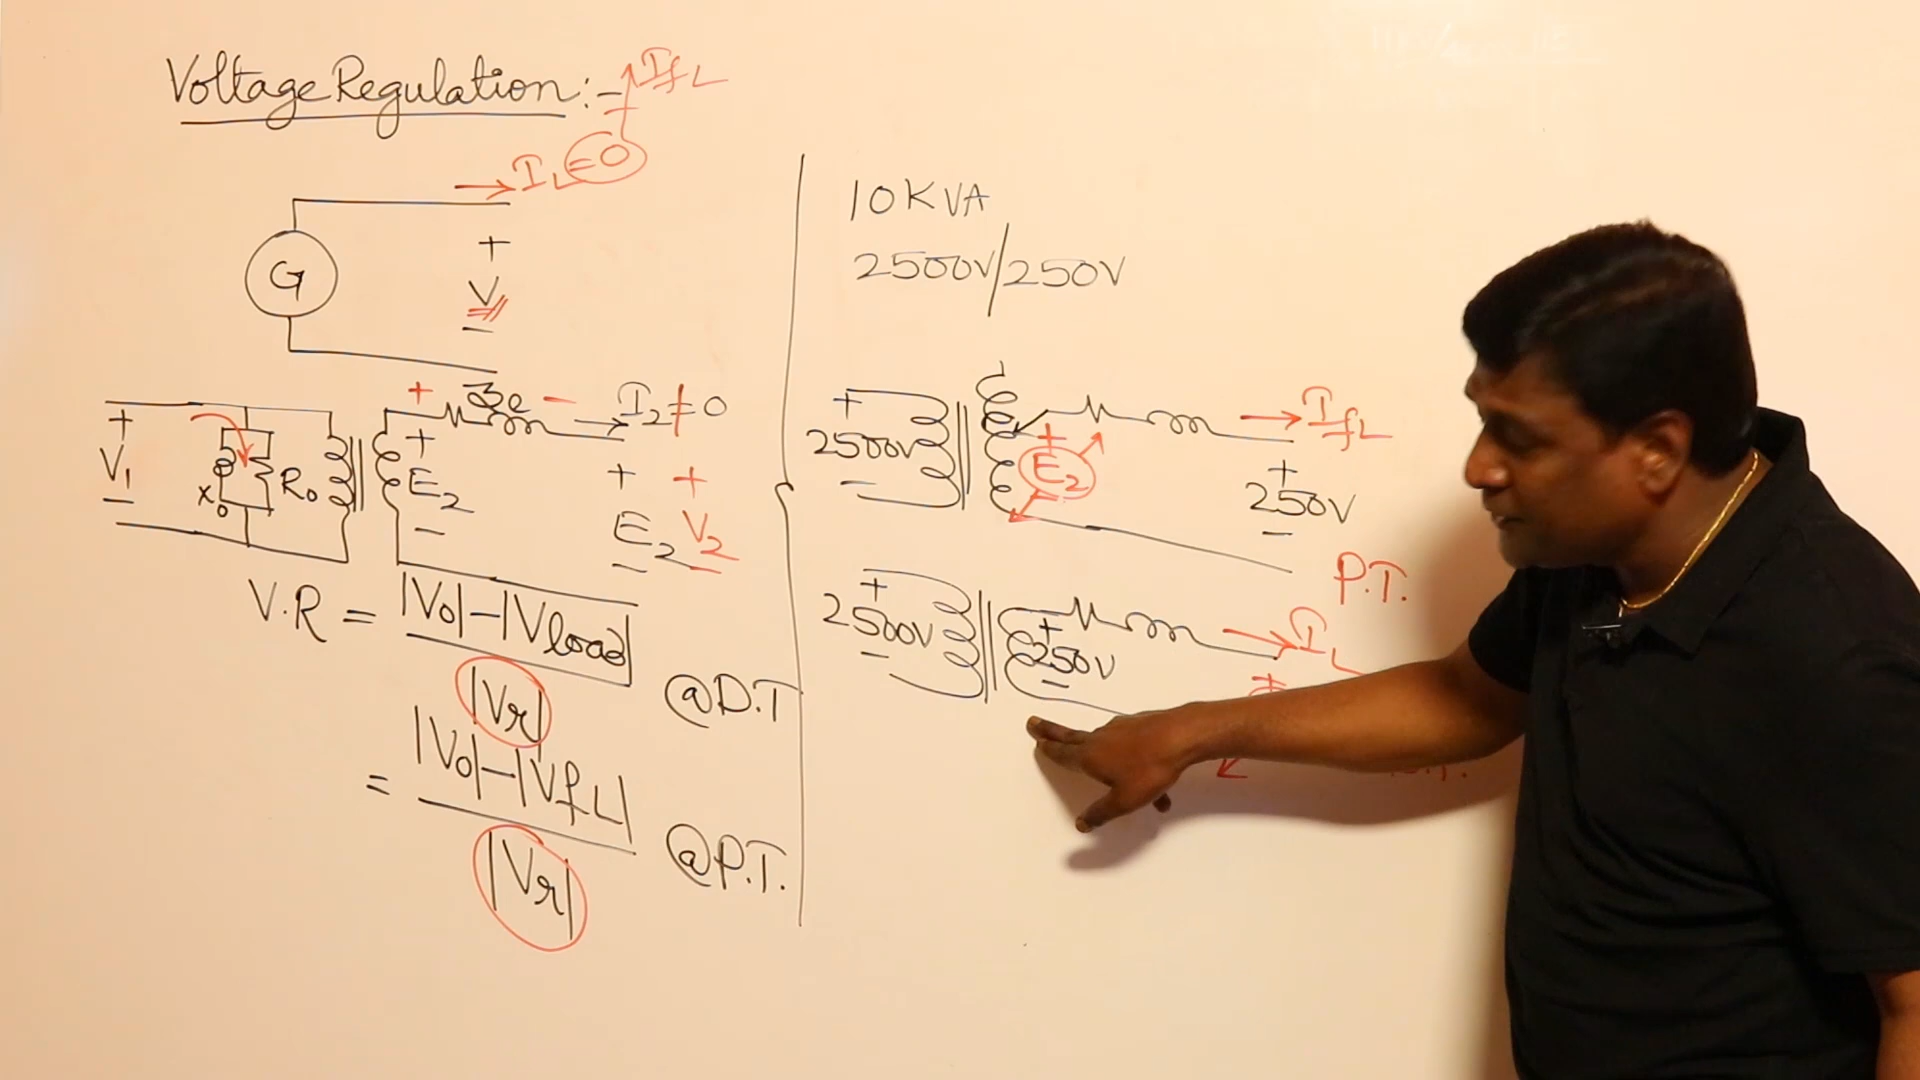 Voltage Regulation :-
IfL
IL = 0
G
+
V
-
+
V1
-
X0
R0
+
E2
-
+ Ze -
I2 ≠ 0
+ +
E2 V2
- -
V.R = |V0|-|Vload| / |Vr| @D.T
= |V0|-|VfL| / |Vr| @P.T.
10KVA
2500V/250V
+
2500V
-
+
E2
IfL
+
250V
-
P.T.
+
2500V
-
+
250V
-
IL
+